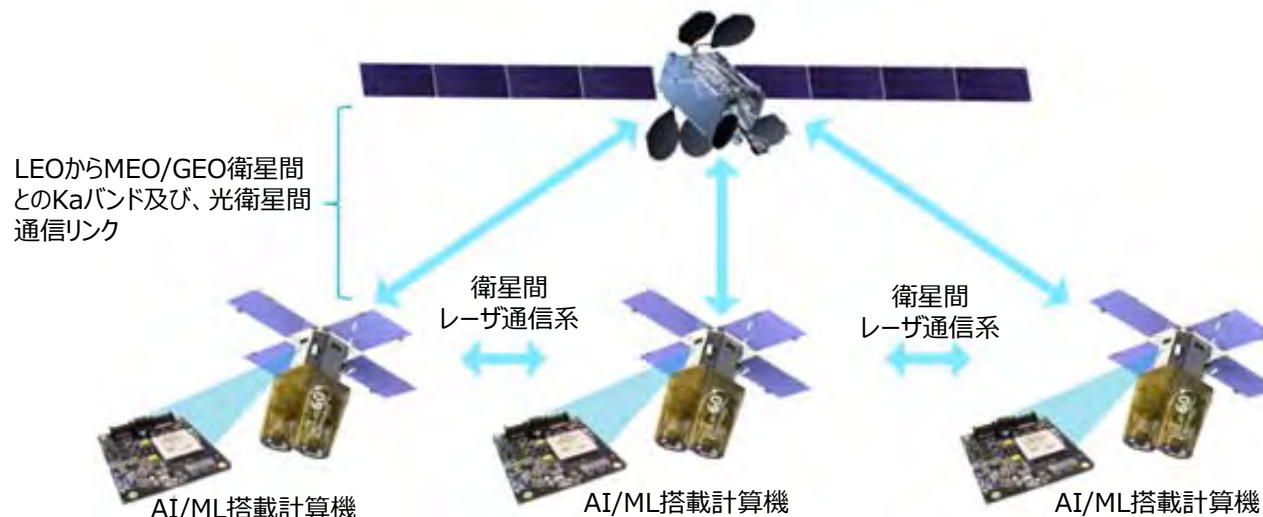 LEOからMEO/GEO衛星間
とのKaバンド及び、光衛星間
通信リンク
衛星間
レーザ通信系
衛星間
レーザ通信系
AI/ML搭載計算機
AI/ML搭載計算機
AI/ML搭載計算機